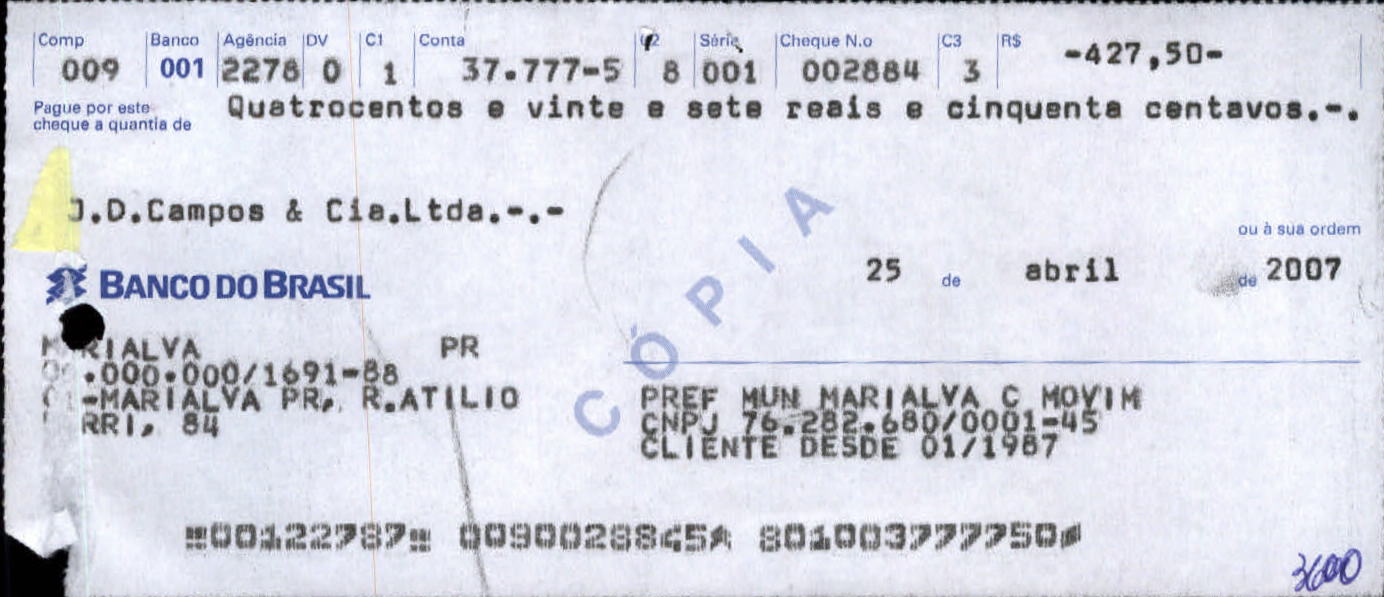 Comp Banco Agência DV C1 Conta C2 Série Cheque N.o C3 R$
009 001 2278 0 1 37.777-5 8 001 002884 3 -427,50-
Pague por este
cheque a quantia de
Quatrocentos e vinte e sete reais e cinquenta centavos.-.
J.D.Campos & Cia.Ltda.-.-
ou à sua ordem
BANCO DO BRASIL
25 de abril de 2007
CÓPIA
PR
.000.000/1691-88
-MARIALVA PR, R.ATILIO
84
PREF MUN MARIALVA C MOVIM
CNPJ 76.282.680/0001-45
CLIENTE DESDE 01/1987
3600